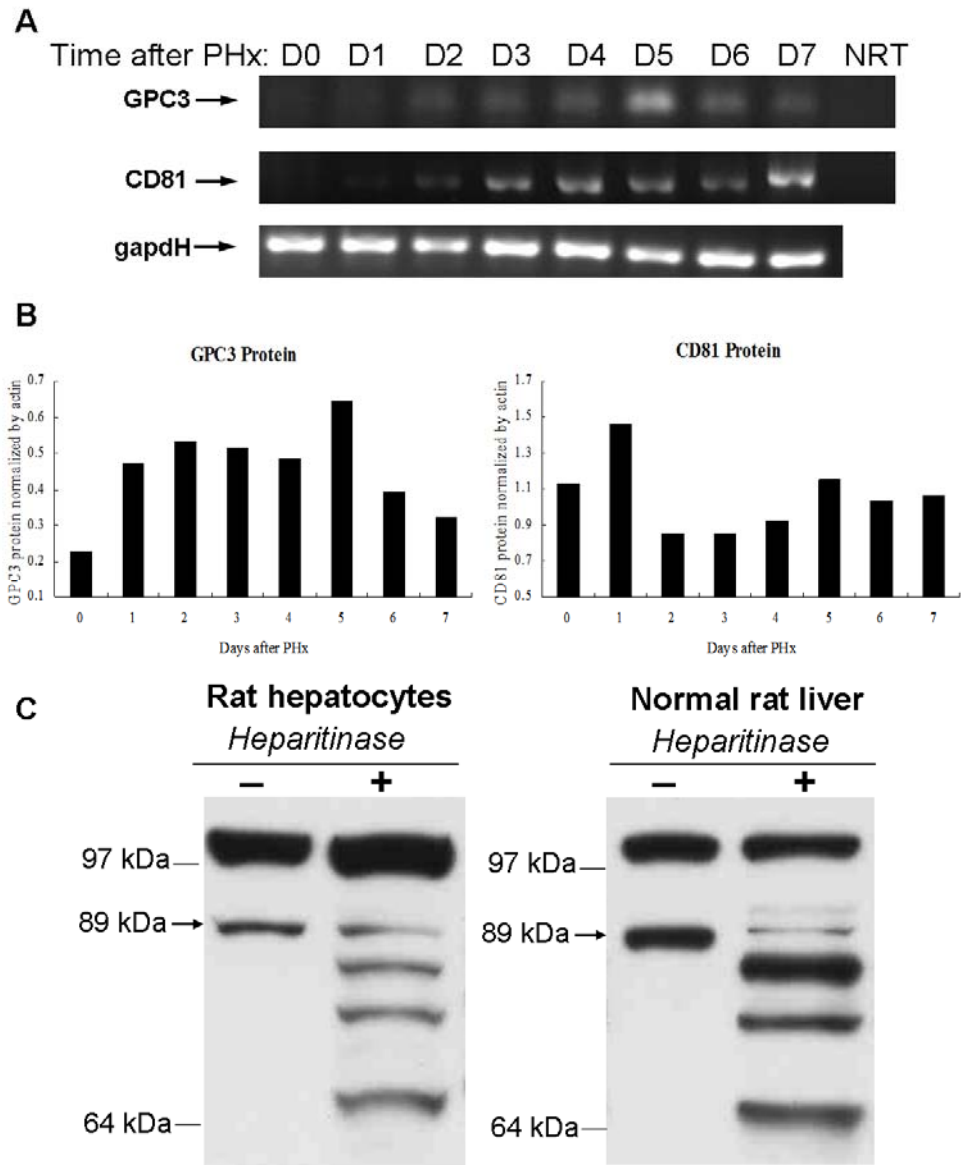 A
Time after PHx: D0 D1 D2 D3 D4 D5 D6 D7 NRT
GPC3
CD81
gapdH
B
GPC3 Protein
GPC3 protein normalized by actin
0.7
0.6
0.5
0.4
0.3
0.2
0.1
0 1 2 3 4 5 6 7
Days after PHx
CD81 Protein
CD81 protein normalized by actin
1.7
1.5
1.3
1.1
0.9
0.7
0.5
0 1 2 3 4 5 6 7
Days after PHx
C
Rat hepatocytes
Heparitinase
– +
97 kDa
89 kDa
64 kDa
Normal rat liver
Heparitinase
– +
97 kDa
89 kDa
64 kDa